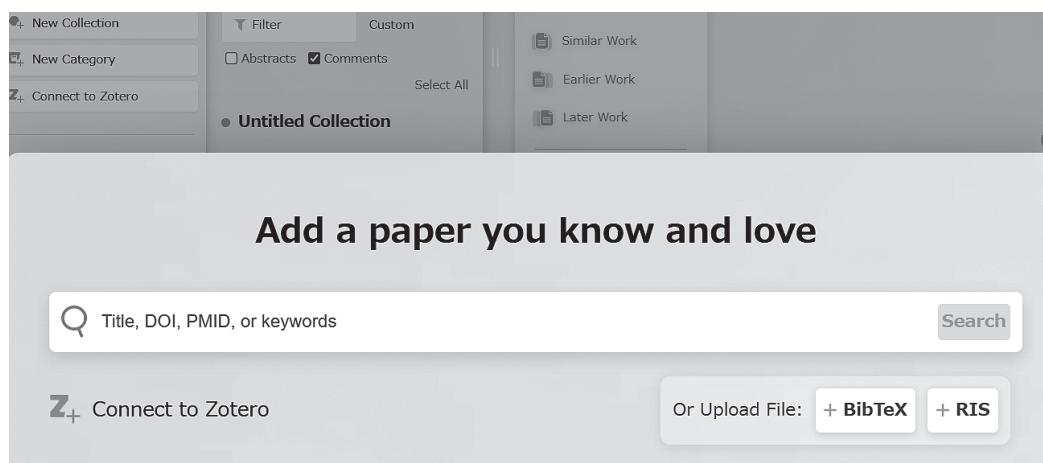 New Collection
New Category
Connect to Zotero
Filter
Custom
Abstracts
Comments
Select All
Untitled Collection
Similar Work
Earlier Work
Later Work
Add a paper you know and love
Title, DOI, PMID, or keywords
Search
Z+ Connect to Zotero
Or Upload File:
+ BibTeX
+ RIS